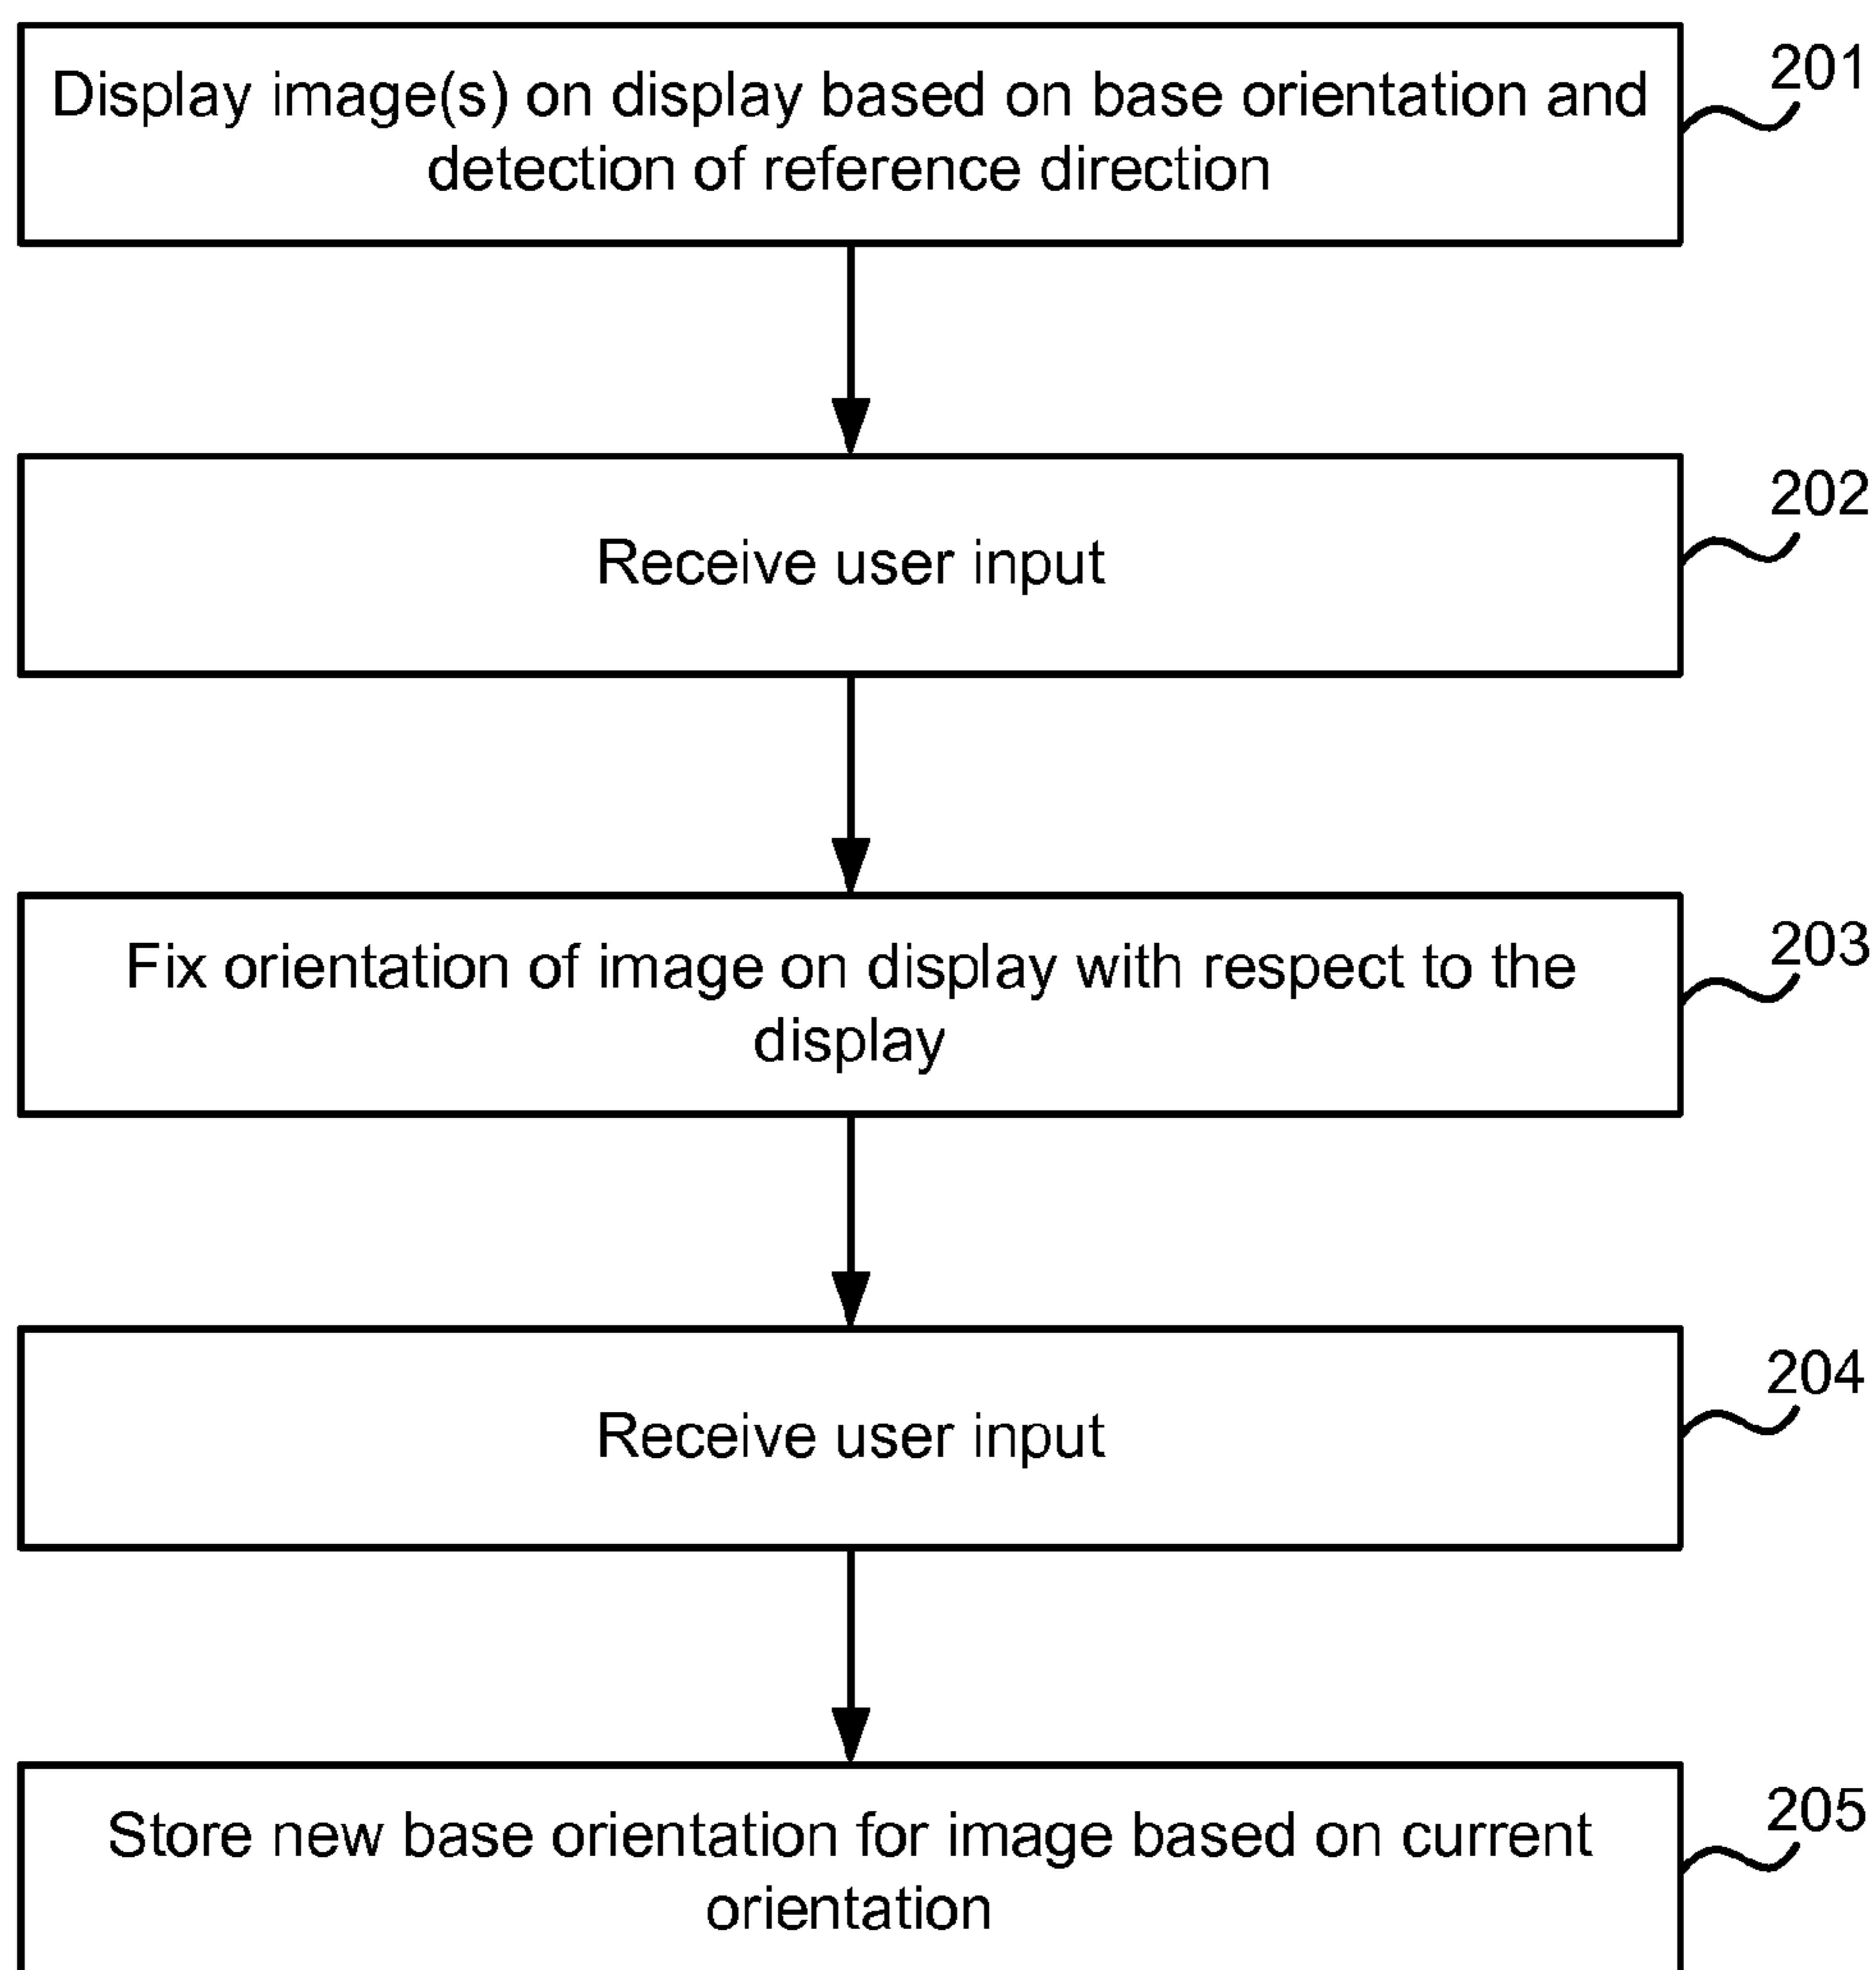 Display image(s) on display based on base orientation and
detection of reference direction
201
Receive user input
202
Fix orientation of image on display with respect to the
display
203
Receive user input
204
Store new base orientation for image based on current
orientation
205